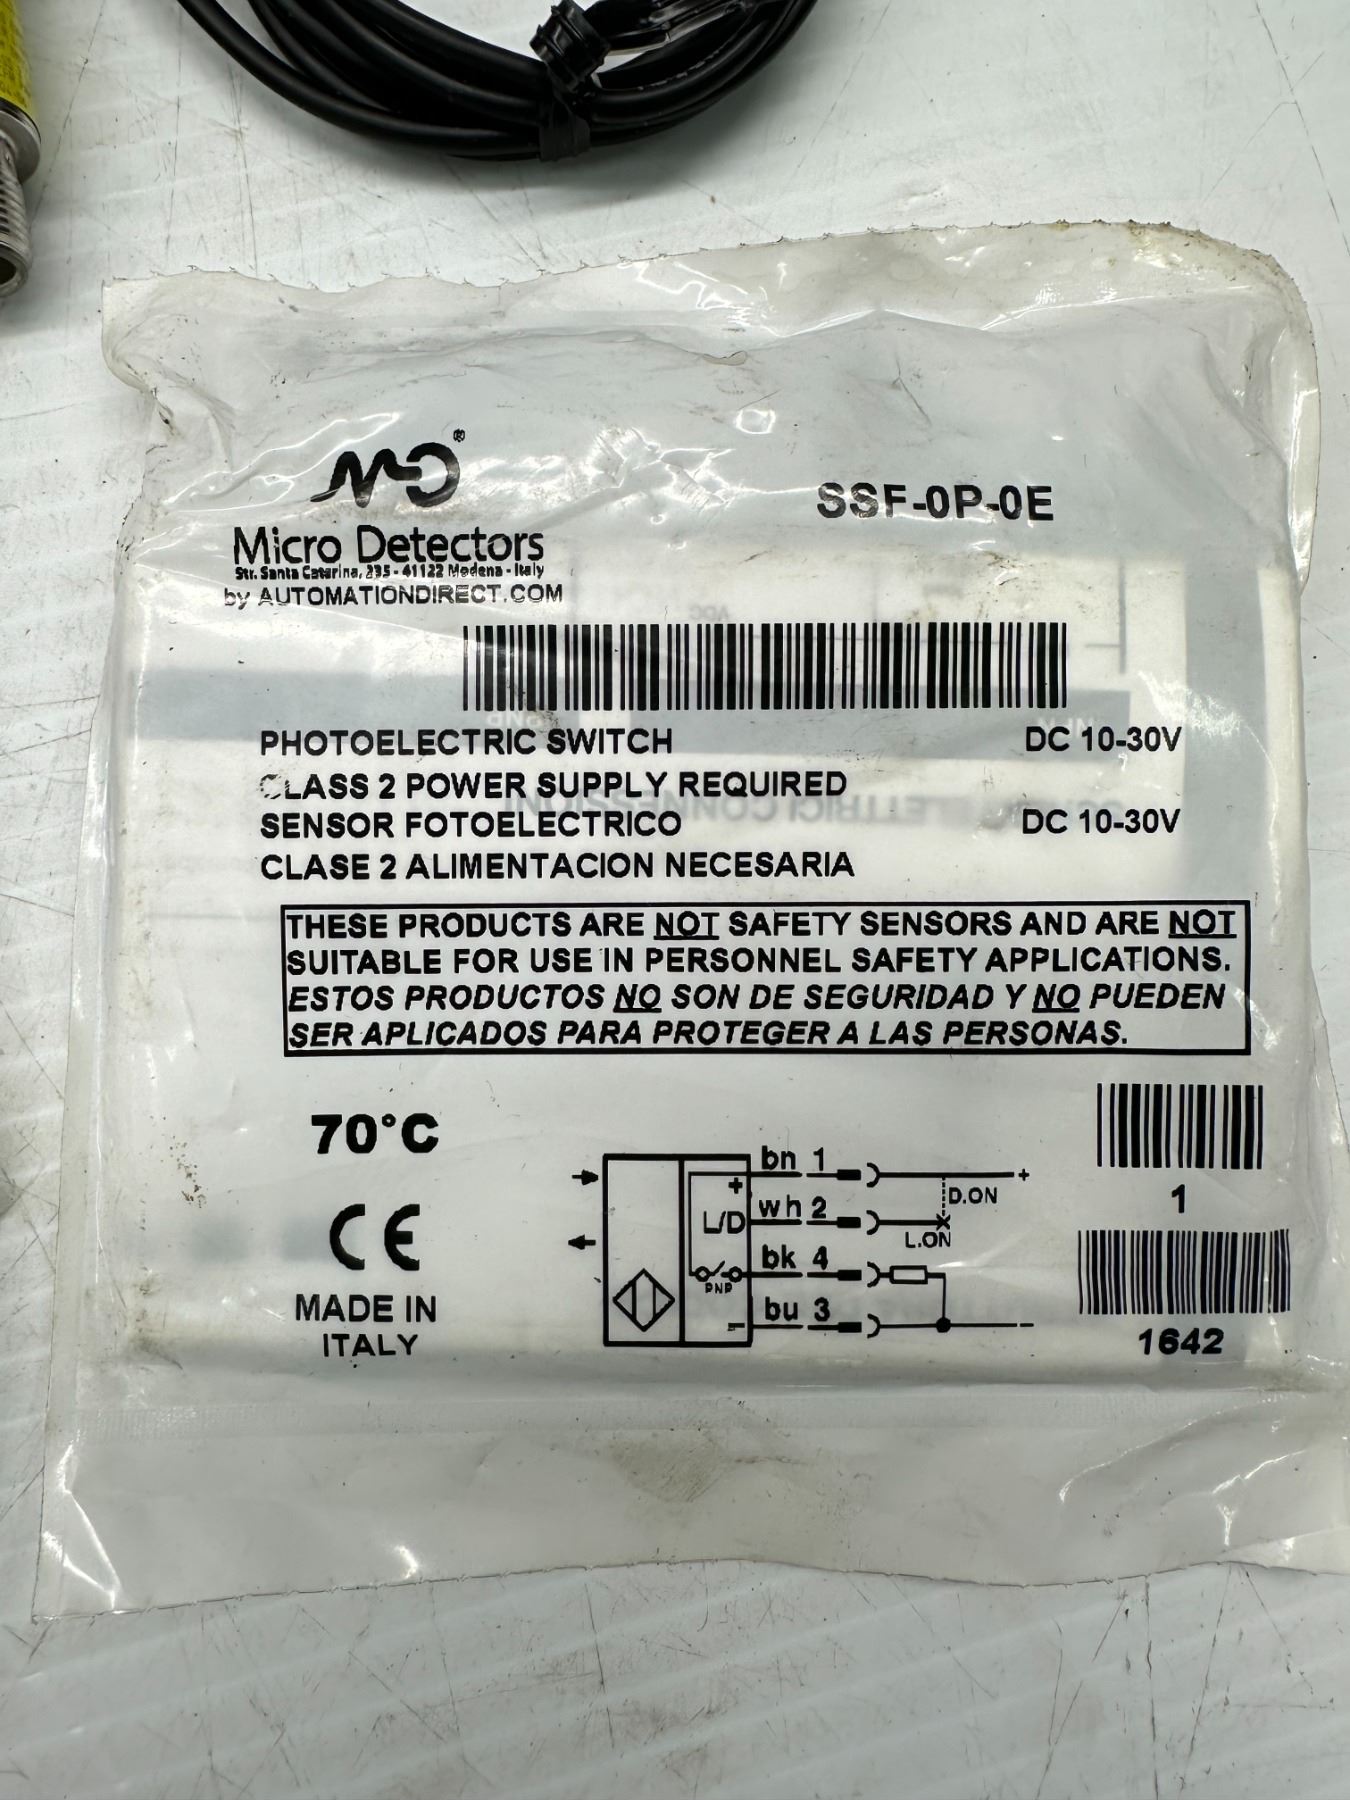 ®
SSF-0P-0E
Micro Detectors
Str. Santa Catarina, 235 - 41122 Modena - Italy
by AUTOMATIONDIRECT.COM
PHOTOELECTRIC SWITCH DC 10-30V
CLASS 2 POWER SUPPLY REQUIRED
SENSOR FOTOELECTRICO DC 10-30V
CLASE 2 ALIMENTACION NECESARIA
THESE PRODUCTS ARE NOT SAFETY SENSORS AND ARE NOT
SUITABLE FOR USE IN PERSONNEL SAFETY APPLICATIONS.
ESTOS PRODUCTOS NO SON DE SEGURIDAD Y NO PUEDEN
SER APLICADOS PARA PROTEGER A LAS PERSONAS.
70°C
CE
MADE IN
ITALY
bn 1 +
+ D.ON
L/D wh 2
L.ON
bk 4
PNP
bu 3
- -
1
1642